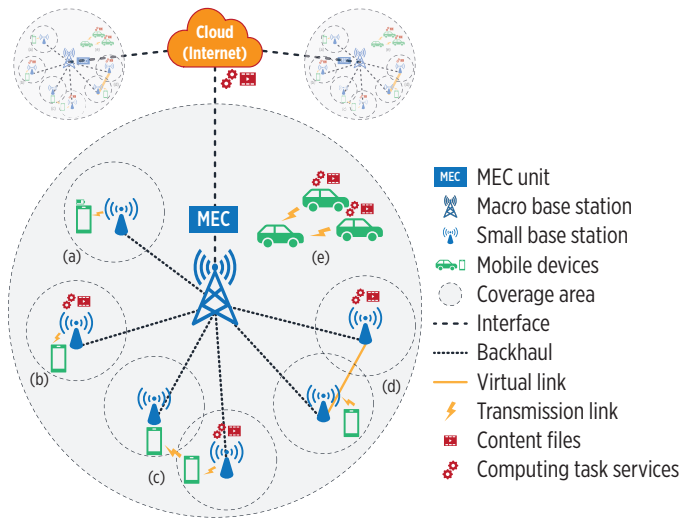 Cloud
(Internet)
MEC
(a)
(e)
(b)
(d)
(c)
MEC
MEC unit
Macro base station
Small base station
Mobile devices
Coverage area
Interface
Backhaul
Virtual link
Transmission link
Content files
Computing task services